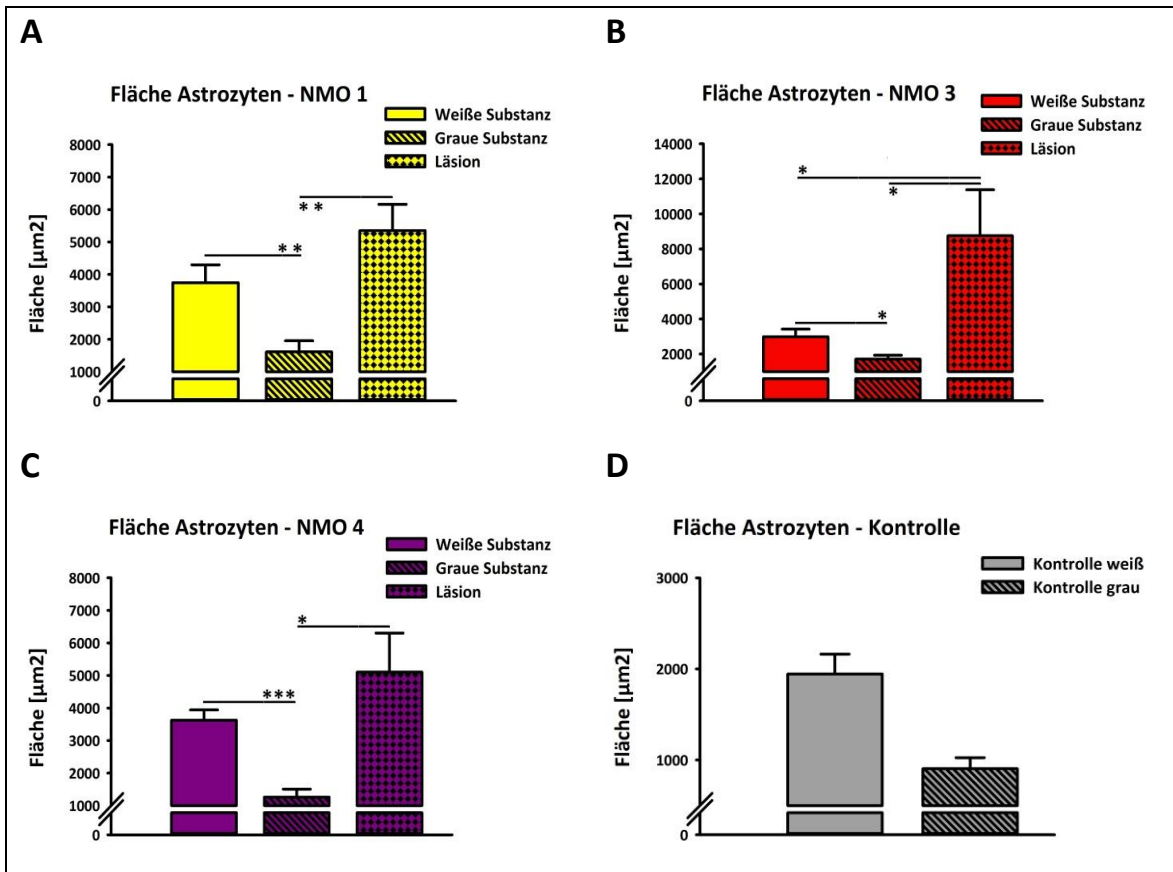 A
Fläche Astrozyten - NMO 1
Weiße Substanz
Graue Substanz
Läsion
Fläche [µm2]
8000
7000
6000
5000
4000
3000
2000
1000
0
**
**
B
Fläche Astrozyten - NMO 3
Weiße Substanz
Graue Substanz
Läsion
Fläche [µm2]
14000
12000
10000
8000
6000
4000
2000
0
*
*
*
C
Fläche Astrozyten - NMO 4
Weiße Substanz
Graue Substanz
Läsion
Fläche [µm2]
8000
7000
6000
5000
4000
3000
2000
1000
0
*
***
D
Fläche Astrozyten - Kontrolle
Kontrolle weiß
Kontrolle grau
Fläche [µm2]
3000
2000
1000
0